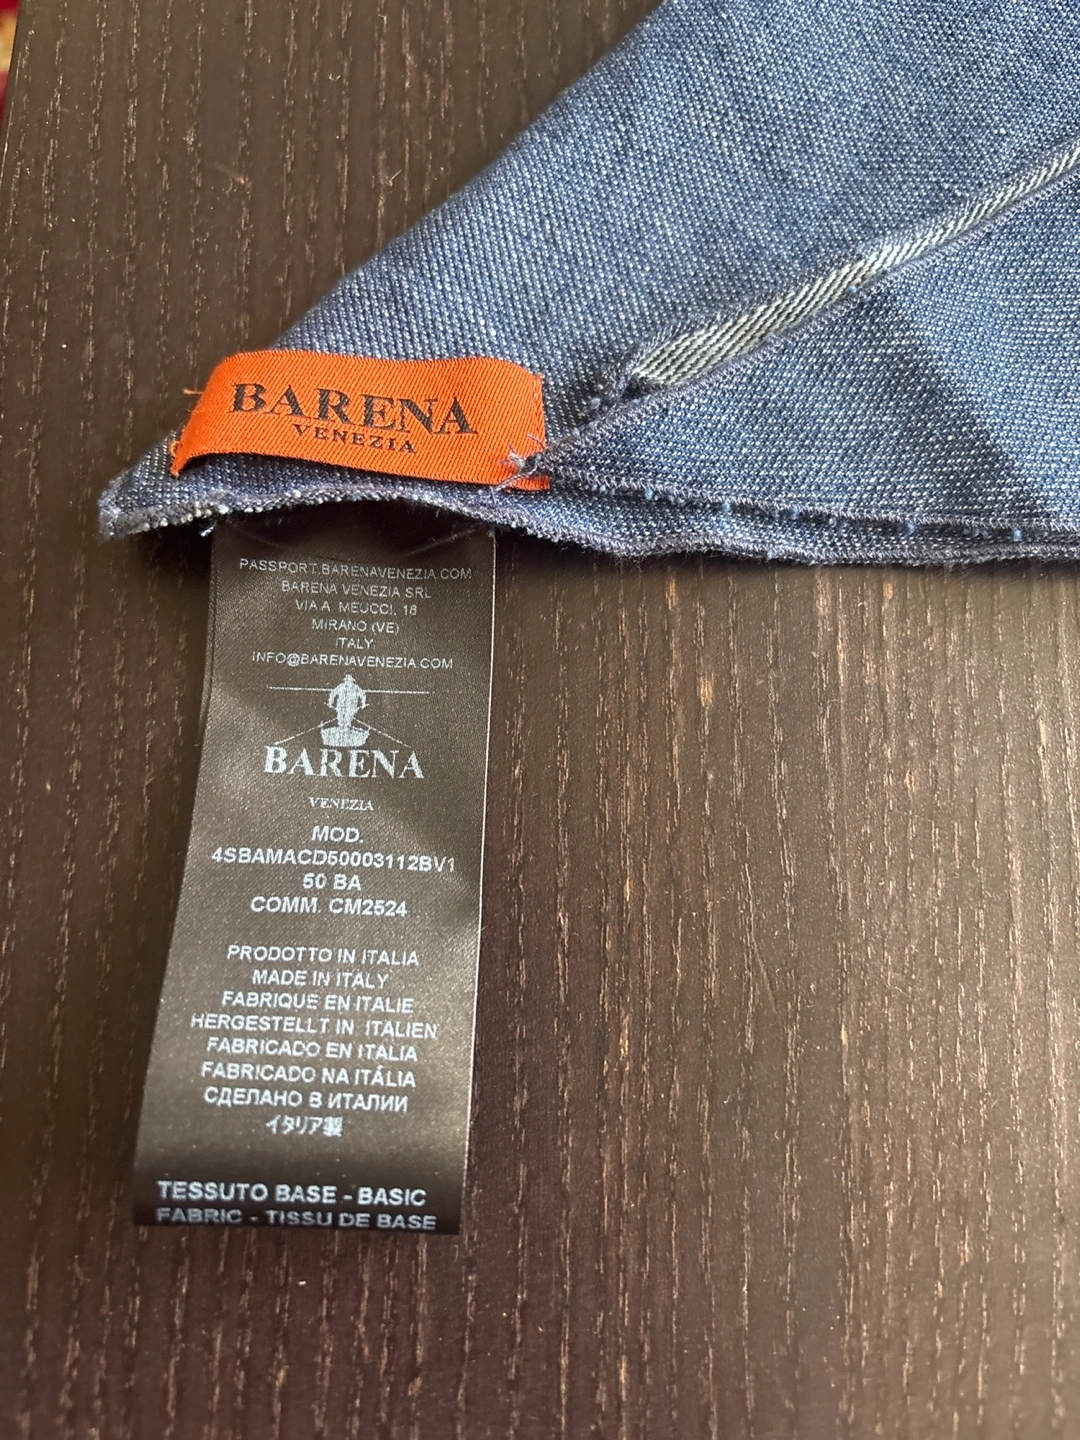 BARENA
VENEZIA
PASSPORT.BARENAVENEZIA.COM
BARENA VENEZIA SRL
VIA A. MEUCCI, 18
MIRANO (VE)
ITALY
INFO@BARENAVENEZIA.COM
BARENA
VENEZIA
MOD.
4SBAMACD50003112BV1
50 BA
COMM. CM2524
PRODOTTO IN ITALIA
MADE IN ITALY
FABRIQUE EN ITALIE
HERGESTELLT IN ITALIEN
FABRICADO EN ITALIA
FABRICADO NA ITÁLIA
СДЕЛАНО В ИТАЛИИ
イタリア製
TESSUTO BASE - BASIC
FABRIC - TISSU DE BASE